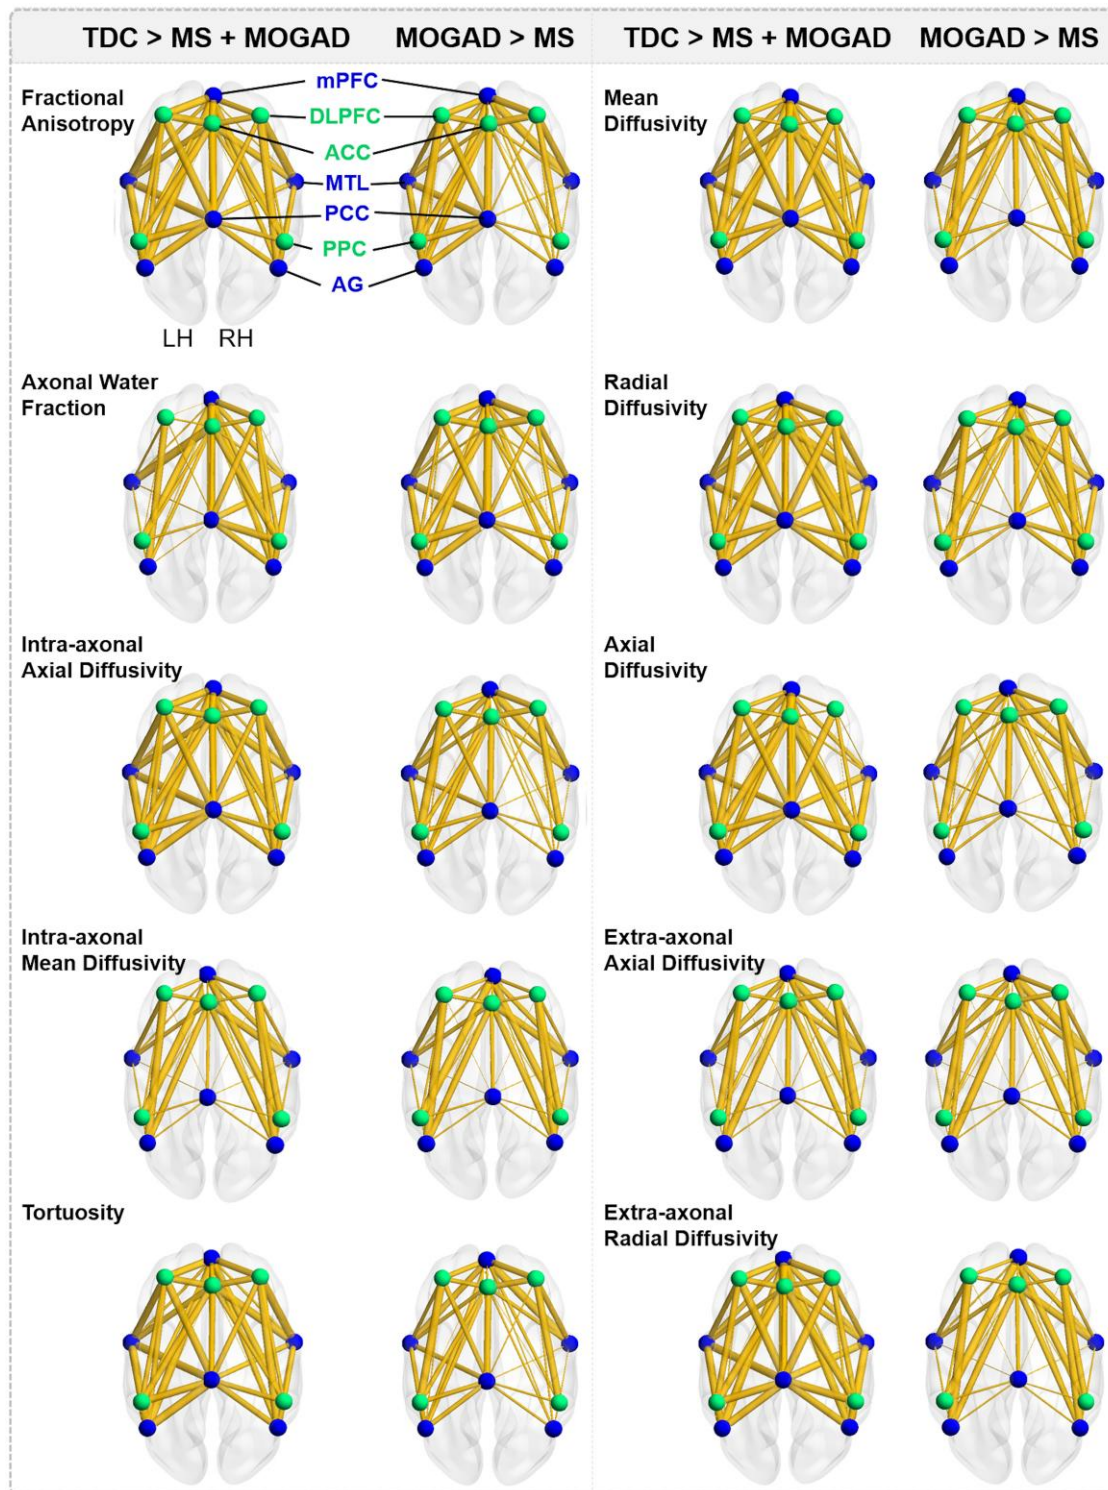 TDC > MS + MOGAD MOGAD > MS TDC > MS + MOGAD MOGAD > MS
Fractional
Anisotropy
mPFC
DLPFC
ACC
MTL
PCC
PPC
AG
LH RH
Mean
Diffusivity
Axonal Water
Fraction
Radial
Diffusivity
Intra-axonal
Axial Diffusivity
Axial
Diffusivity
Intra-axonal
Mean Diffusivity
Extra-axonal
Axial Diffusivity
Tortuosity
Extra-axonal
Radial Diffusivity